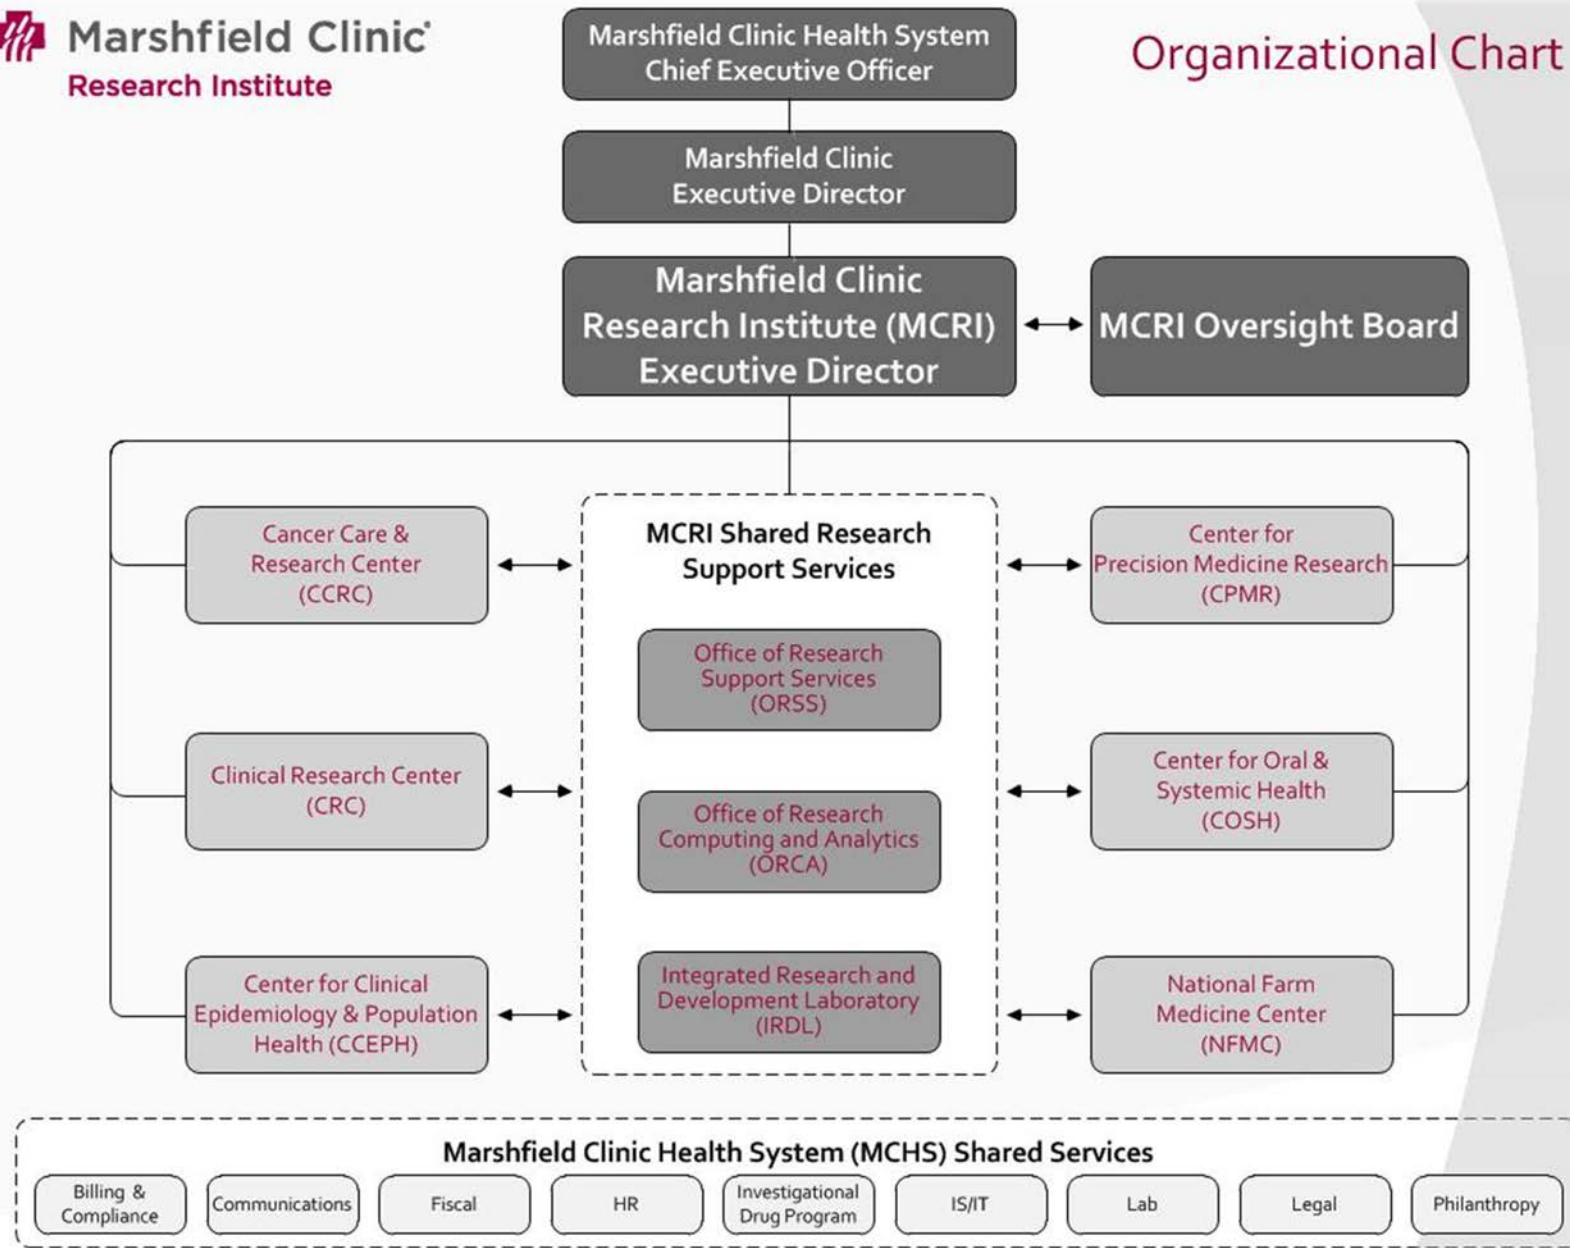 Marshfield Clinic®
Research Institute
Organizational Chart
Marshfield Clinic Health System
Chief Executive Officer
Marshfield Clinic
Executive Director
Marshfield Clinic
Research Institute (MCRI)
Executive Director
MCRI Oversight Board
Cancer Care &
Research Center
(CCRC)
MCRI Shared Research
Support Services
Center for
Precision Medicine Research
(CPMR)
Office of Research
Support Services
(ORSS)
Clinical Research Center
(CRC)
Office of Research
Computing and Analytics
(ORCA)
Center for Oral &
Systemic Health
(COSH)
Center for Clinical
Epidemiology & Population
Health (CCEPH)
Integrated Research and
Development Laboratory
(IRDL)
National Farm
Medicine Center
(NFMC)
Marshfield Clinic Health System (MCHS) Shared Services
Billing &
Compliance
Communications
Fiscal
HR
Investigational
Drug Program
IS/IT
Lab
Legal
Philanthropy